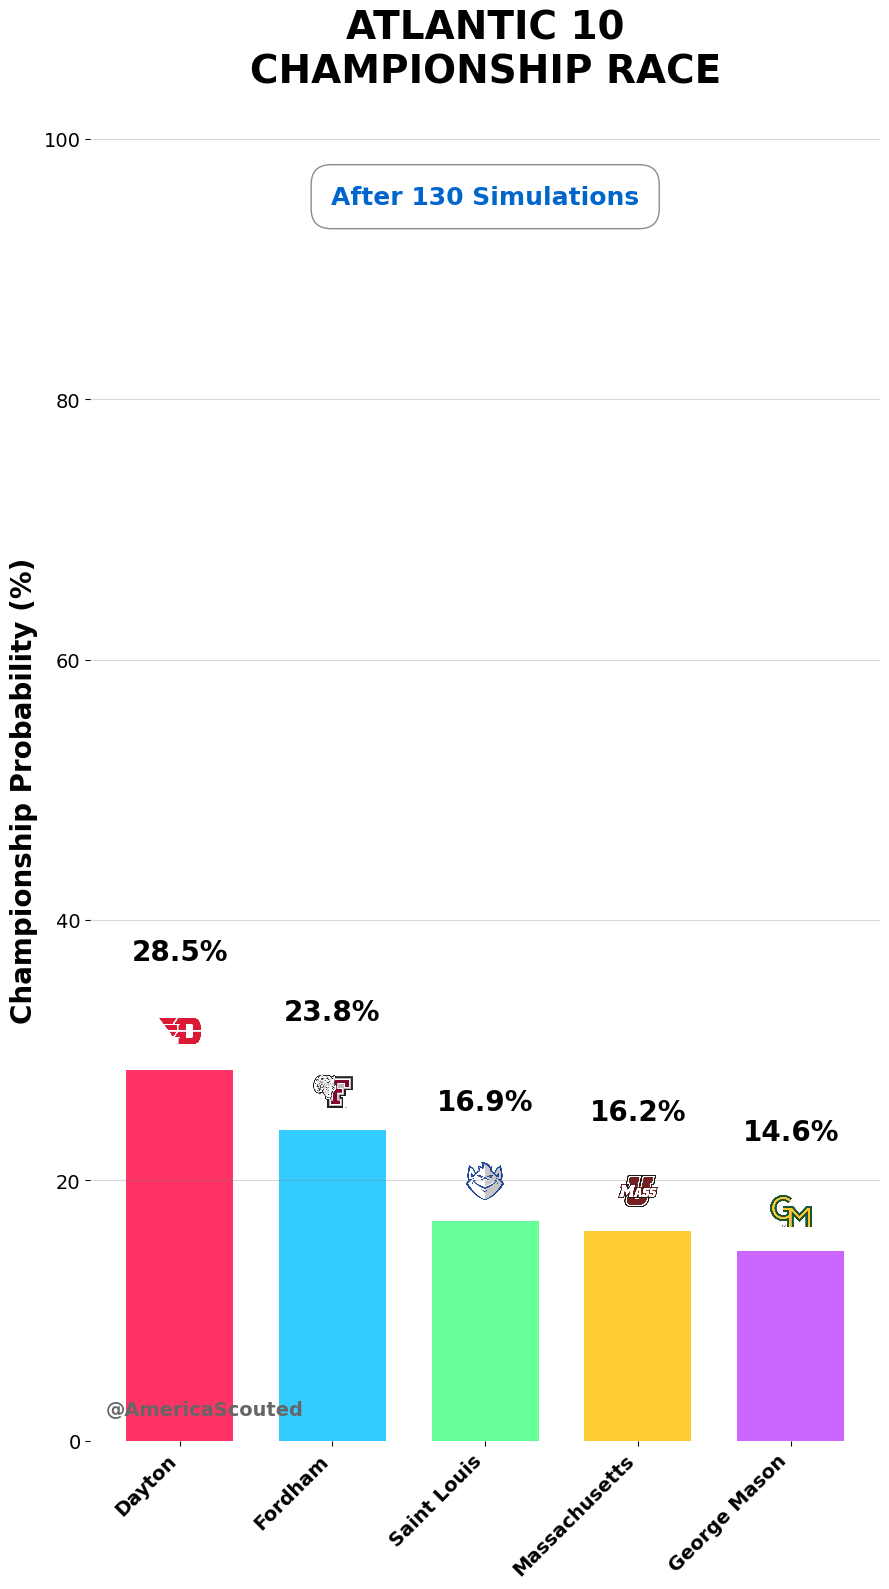 ATLANTIC 10
CHAMPIONSHIP RACE
After 130 Simulations
Championship Probability (%)
100
80
60
40
20
0
28.5%
23.8%
16.9%
16.2%
14.6%
D
F
U
MASS
GM
@AmericaScouted
Dayton
Fordham
Saint Louis
Massachusetts
George Mason